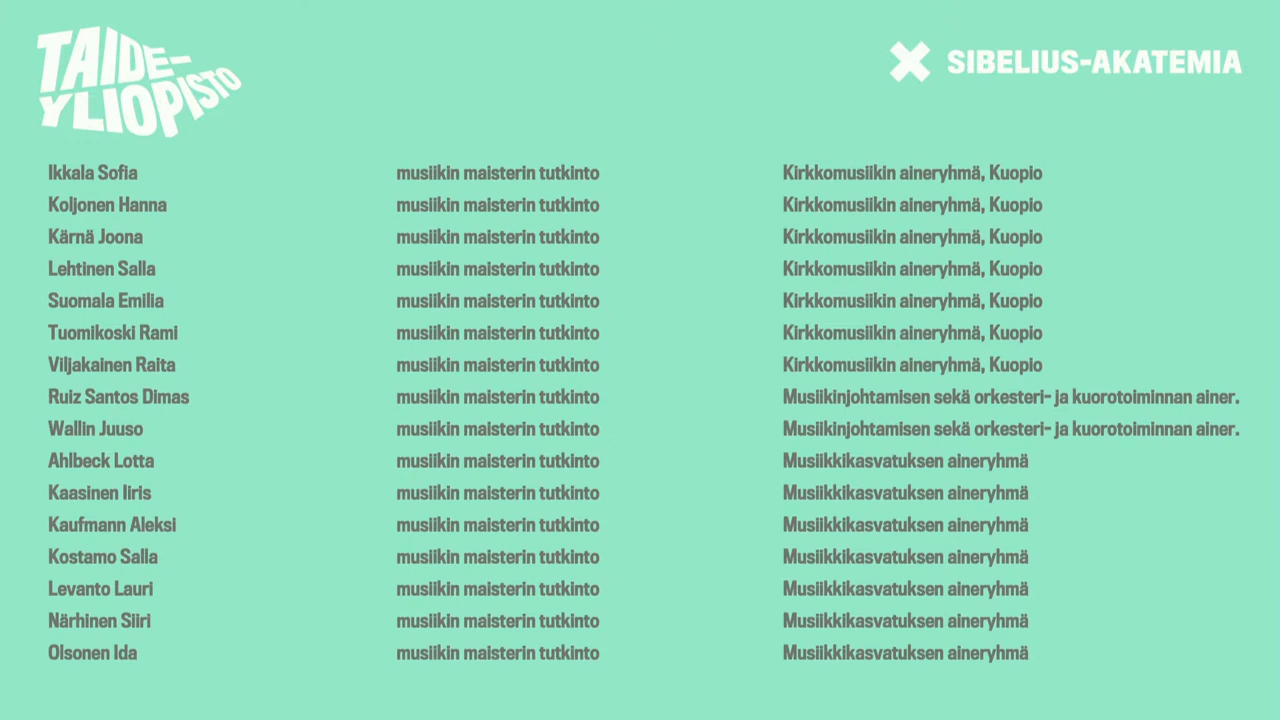 TAIDE-
YLIOPISTO
SIBELIUS-AKATEMIA
Ikkala Sofia musiikin maisterin tutkinto Kirkkomusiikin aineryhmä, Kuopio
Koljonen Hanna musiikin maisterin tutkinto Kirkkomusiikin aineryhmä, Kuopio
Kärnä Joona musiikin maisterin tutkinto Kirkkomusiikin aineryhmä, Kuopio
Lehtinen Salla musiikin maisterin tutkinto Kirkkomusiikin aineryhmä, Kuopio
Suomala Emilia musiikin maisterin tutkinto Kirkkomusiikin aineryhmä, Kuopio
Tuomikoski Rami musiikin maisterin tutkinto Kirkkomusiikin aineryhmä, Kuopio
Viljakainen Raita musiikin maisterin tutkinto Kirkkomusiikin aineryhmä, Kuopio
Ruiz Santos Dimas musiikin maisterin tutkinto Musiikinjohtamisen sekä orkesteri- ja kuorotoiminnan ainer.
Wallin Juuso musiikin maisterin tutkinto Musiikinjohtamisen sekä orkesteri- ja kuorotoiminnan ainer.
Ahlbeck Lotta musiikin maisterin tutkinto Musiikkikasvatuksen aineryhmä
Kaasinen Iiris musiikin maisterin tutkinto Musiikkikasvatuksen aineryhmä
Kaufmann Aleksi musiikin maisterin tutkinto Musiikkikasvatuksen aineryhmä
Kostamo Salla musiikin maisterin tutkinto Musiikkikasvatuksen aineryhmä
Levanto Lauri musiikin maisterin tutkinto Musiikkikasvatuksen aineryhmä
Närhinen Siiri musiikin maisterin tutkinto Musiikkikasvatuksen aineryhmä
Olsonen Ida musiikin maisterin tutkinto Musiikkikasvatuksen aineryhmä